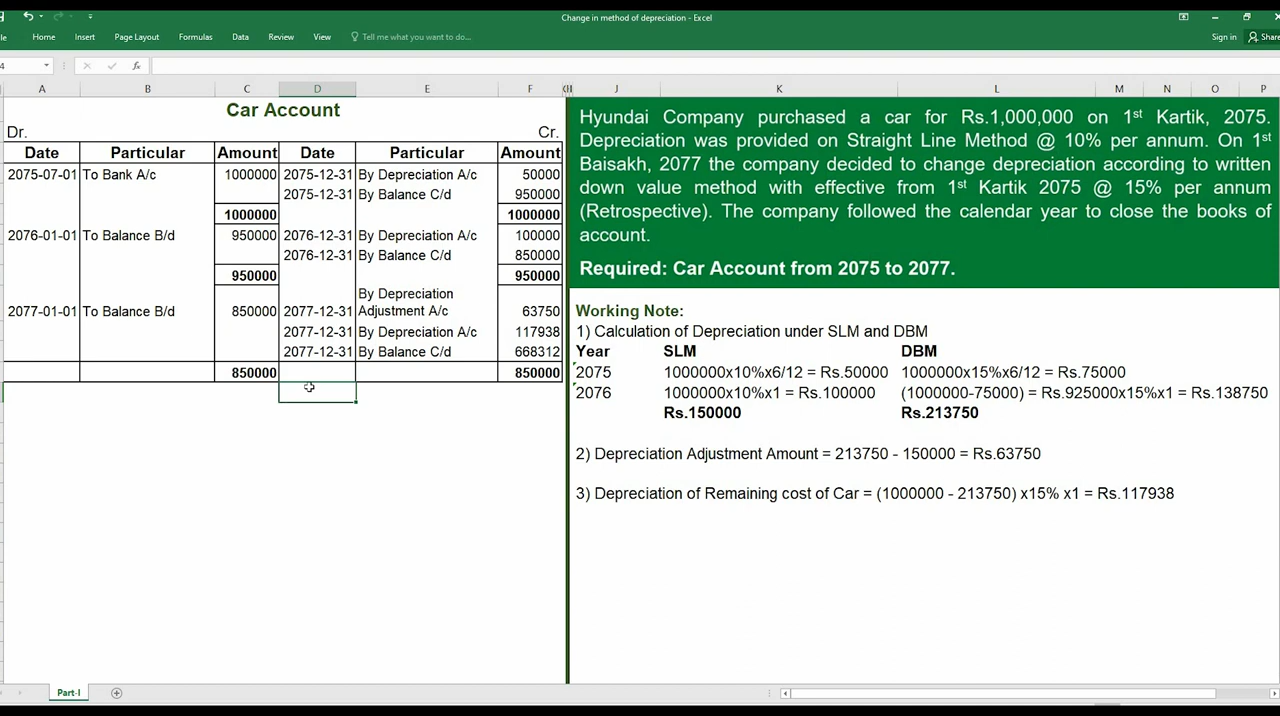 Change in method of depreciation - Excel
Home Insert Page Layout Formulas Data Review View Tell me what you want to do... Sign in Share
fx
A B C D E F J K L M N O P
Car Account
Dr. Cr.
Date Particular Amount Date Particular Amount
2075-07-01 To Bank A/c 1000000 2075-12-31 By Depreciation A/c 50000
2075-12-31 By Balance C/d 950000
1000000 1000000
2076-01-01 To Balance B/d 950000 2076-12-31 By Depreciation A/c 100000
2076-12-31 By Balance C/d 850000
950000 950000
By Depreciation
2077-01-01 To Balance B/d 850000 2077-12-31 Adjustment A/c 63750
2077-12-31 By Depreciation A/c 117938
2077-12-31 By Balance C/d 668312
850000 850000
Hyundai Company purchased a car for Rs.1,000,000 on 1st Kartik, 2075.
Depreciation was provided on Straight Line Method @ 10% per annum. On 1st
Baisakh, 2077 the company decided to change depreciation according to written
down value method with effective from 1st Kartik 2075 @ 15% per annum
(Retrospective). The company followed the calendar year to close the books of
account.
Required: Car Account from 2075 to 2077.
Working Note:
1) Calculation of Depreciation under SLM and DBM
Year SLM DBM
2075 1000000x10%x6/12 = Rs.50000 1000000x15%x6/12 = Rs.75000
2076 1000000x10%x1 = Rs.100000 (1000000-75000) = Rs.925000x15%x1 = Rs.138750
Rs.150000 Rs.213750
2) Depreciation Adjustment Amount = 213750 - 150000 = Rs.63750
3) Depreciation of Remaining cost of Car = (1000000 - 213750) x15% x1 = Rs.117938
Part-I